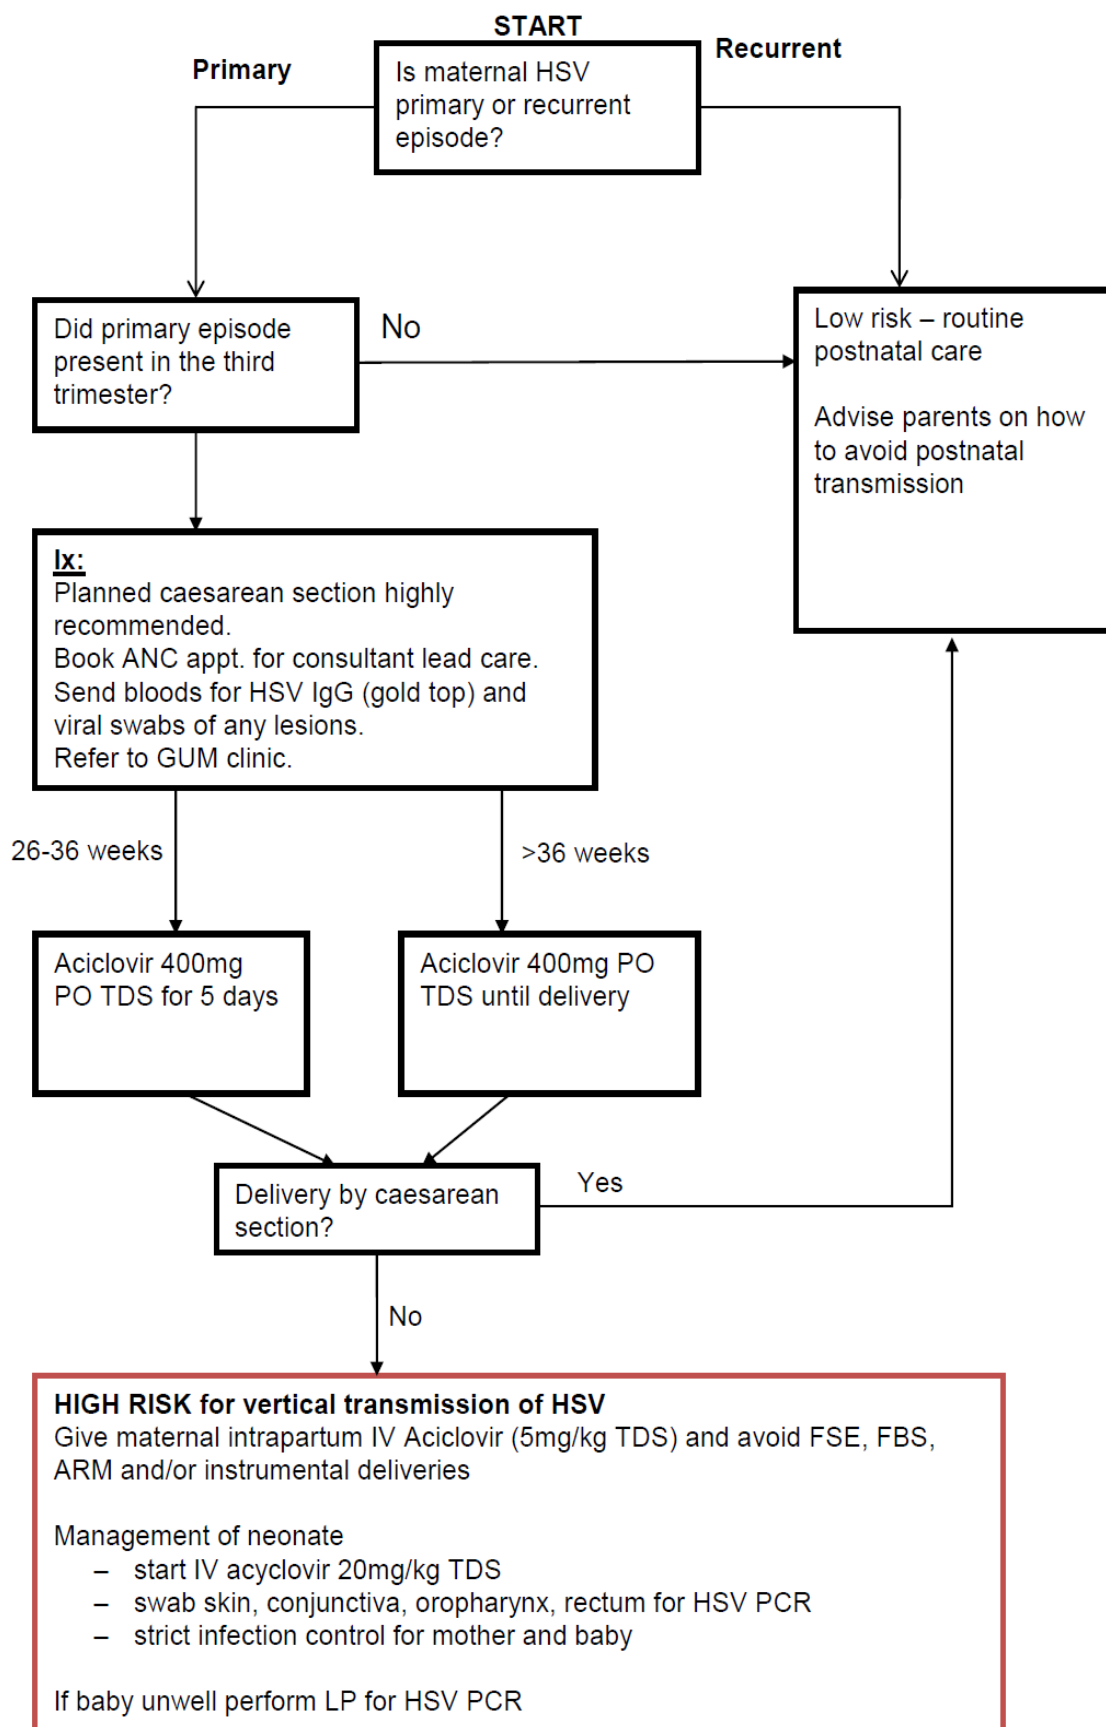 START
Primary
Recurrent
Is maternal HSV
primary or recurrent
episode?
Did primary episode
present in the third
trimester?
No
Low risk – routine
postnatal care
Advise parents on how
to avoid postnatal
transmission
Ix:
Planned caesarean section highly
recommended.
Book ANC appt. for consultant lead care.
Send bloods for HSV IgG (gold top) and
viral swabs of any lesions.
Refer to GUM clinic.
26-36 weeks
>36 weeks
Aciclovir 400mg
PO TDS for 5 days
Aciclovir 400mg PO
TDS until delivery
Delivery by caesarean
section?
Yes
No
HIGH RISK for vertical transmission of HSV
Give maternal intrapartum IV Aciclovir (5mg/kg TDS) and avoid FSE, FBS,
ARM and/or instrumental deliveries
Management of neonate
– start IV acyclovir 20mg/kg TDS
– swab skin, conjunctiva, oropharynx, rectum for HSV PCR
– strict infection control for mother and baby
If baby unwell perform LP for HSV PCR